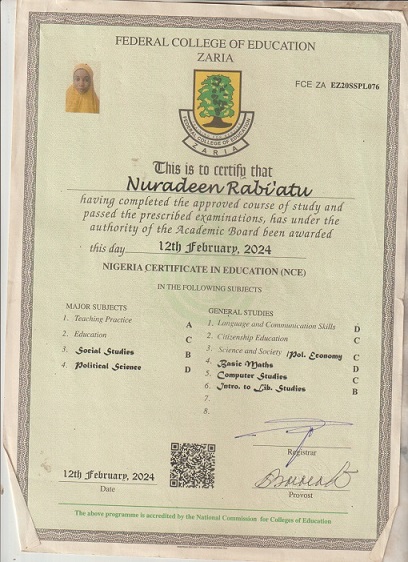 FEDERAL COLLEGE OF EDUCATION
ZARIA
FCE ZA EZ20SSPL076
FEDERAL COLLEGE OF EDUCATION
ZARIA
This is to certify that
Nuradeen Rabi'atu
having completed the approved course of study and
passed the prescribed examinations, has under the
authority of the Academic Board been awarded
this day 12th February, 2024
NIGERIA CERTIFICATE IN EDUCATION (NCE)
IN THE FOLLOWING SUBJECTS
MAJOR SUBJECTS
1. Teaching Practice A
2. Education C
3. Social Studies B
4. Political Science D
GENERAL STUDIES
1. Language and Communication Skills D
2. Citizenship Education C
3. Science and Society /Pol. Economy C
4. Basic Maths D
5. Computer Studies C
6. Intro. to Lib. Studies B
7.
8.
Registrar
12th February, 2024
Date
Provost
The above programme is accredited by the National Commission for Colleges of Education